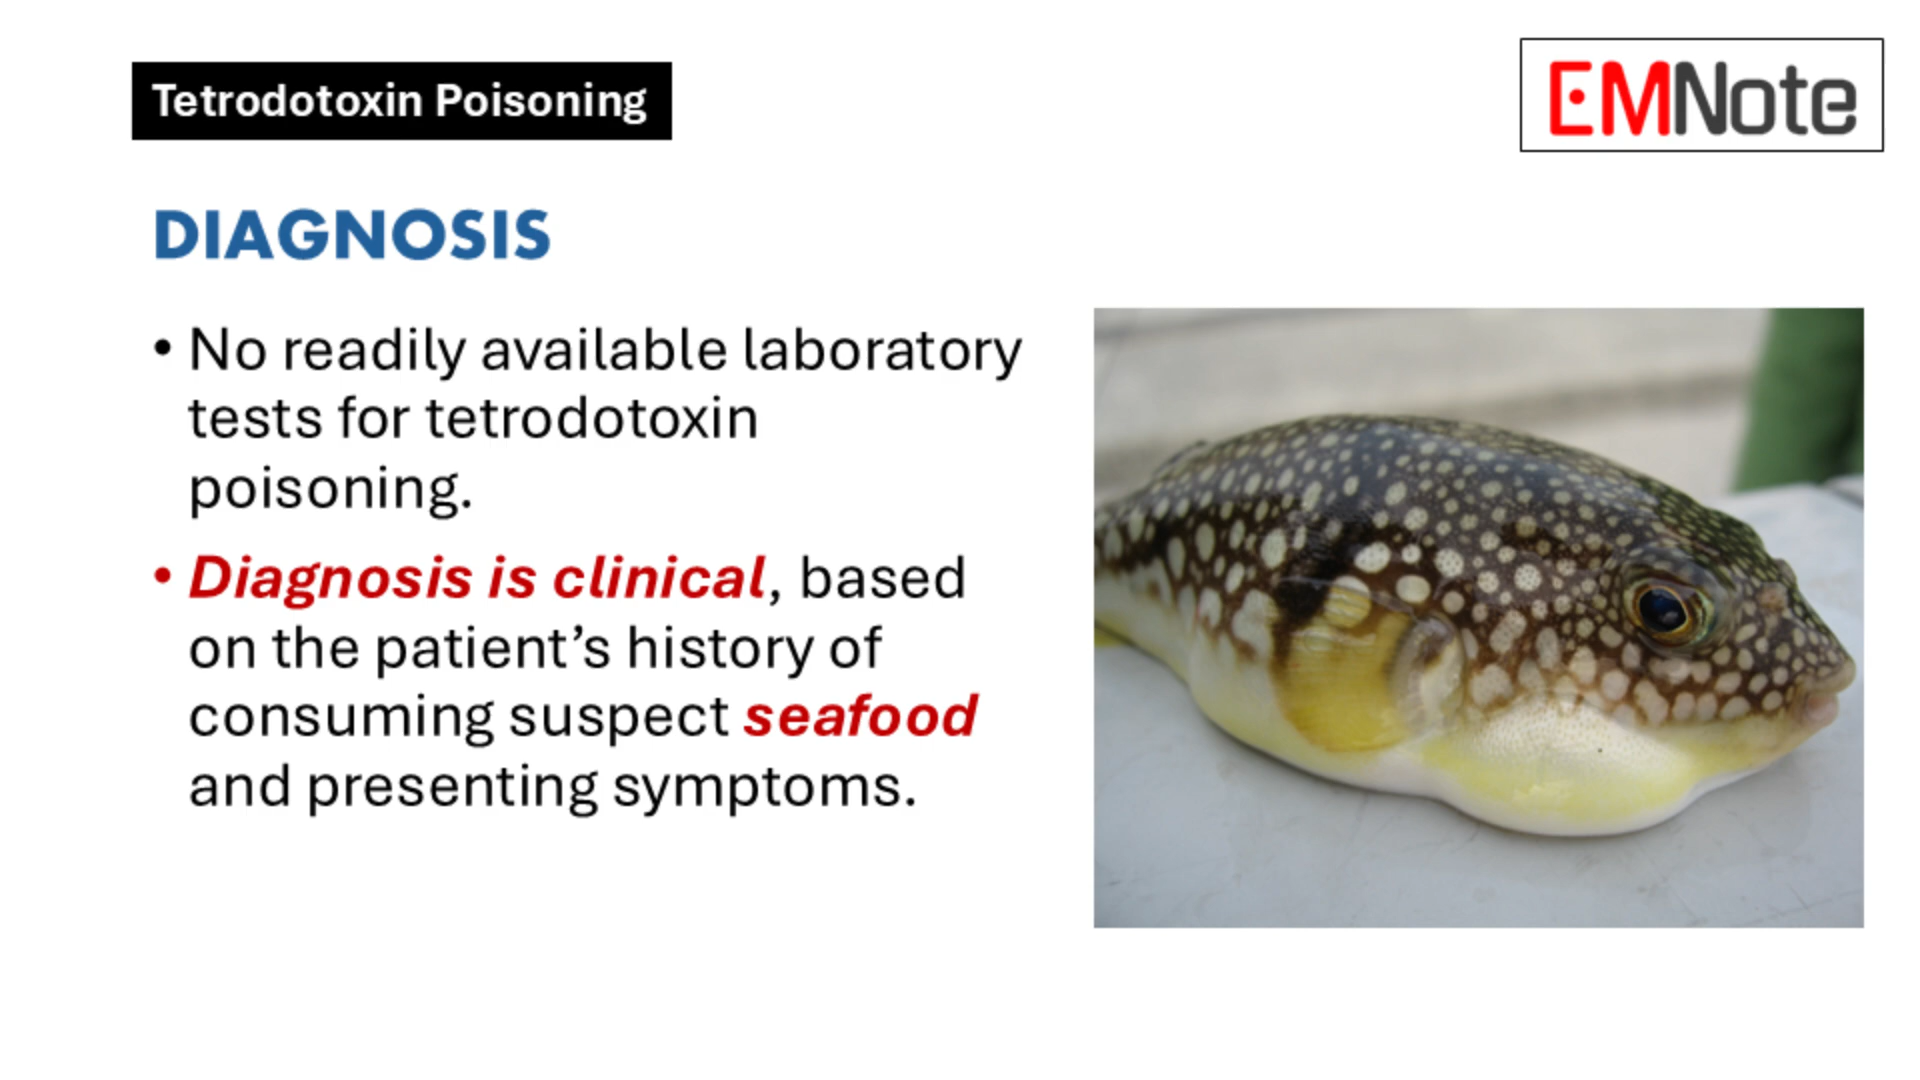 Tetrodotoxin Poisoning
EMNote
DIAGNOSIS
• No readily available laboratory
tests for tetrodotoxin
poisoning.
• Diagnosis is clinical, based
on the patient’s history of
consuming suspect seafood
and presenting symptoms.